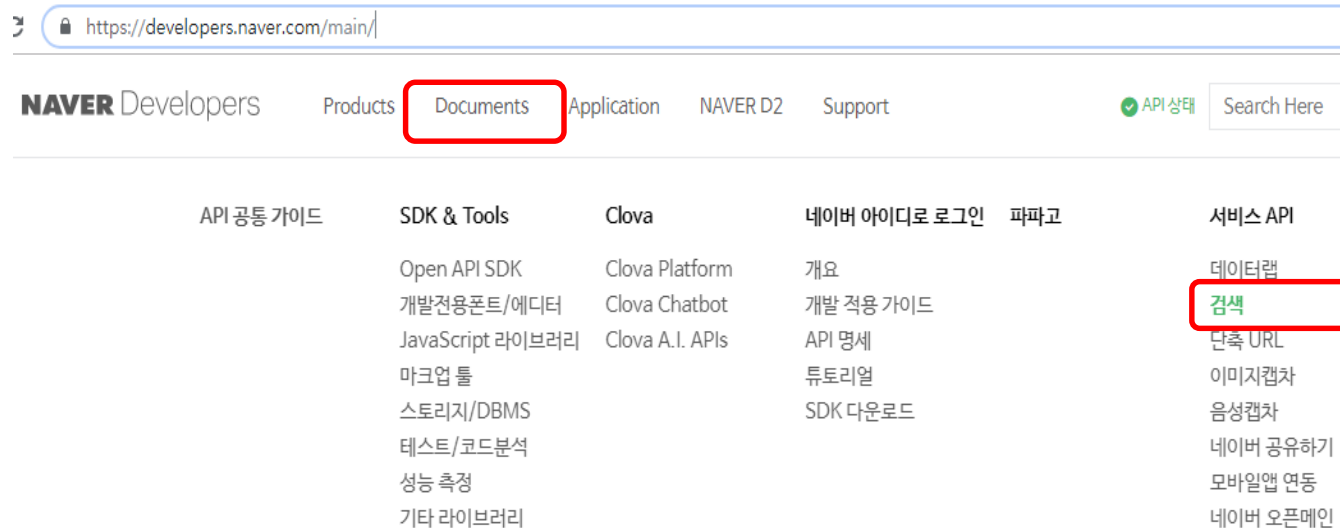 https://developers.naver.com/main/
NAVER Developers Products Documents Application NAVER D2 Support API 상태 Search Here
API 공통 가이드
SDK & Tools
Open API SDK
개발전용폰트/에디터
JavaScript 라이브러리
마크업 툴
스토리지/DBMS
테스트/코드분석
성능 측정
기타 라이브러리
Clova
Clova Platform
Clova Chatbot
Clova A.I. APIs
네이버 아이디로 로그인
개요
개발 적용 가이드
API 명세
튜토리얼
SDK 다운로드
파파고
서비스 API
데이터랩
검색
단축 URL
이미지캡차
음성캡차
네이버 공유하기
모바일앱 연동
네이버 오픈메인